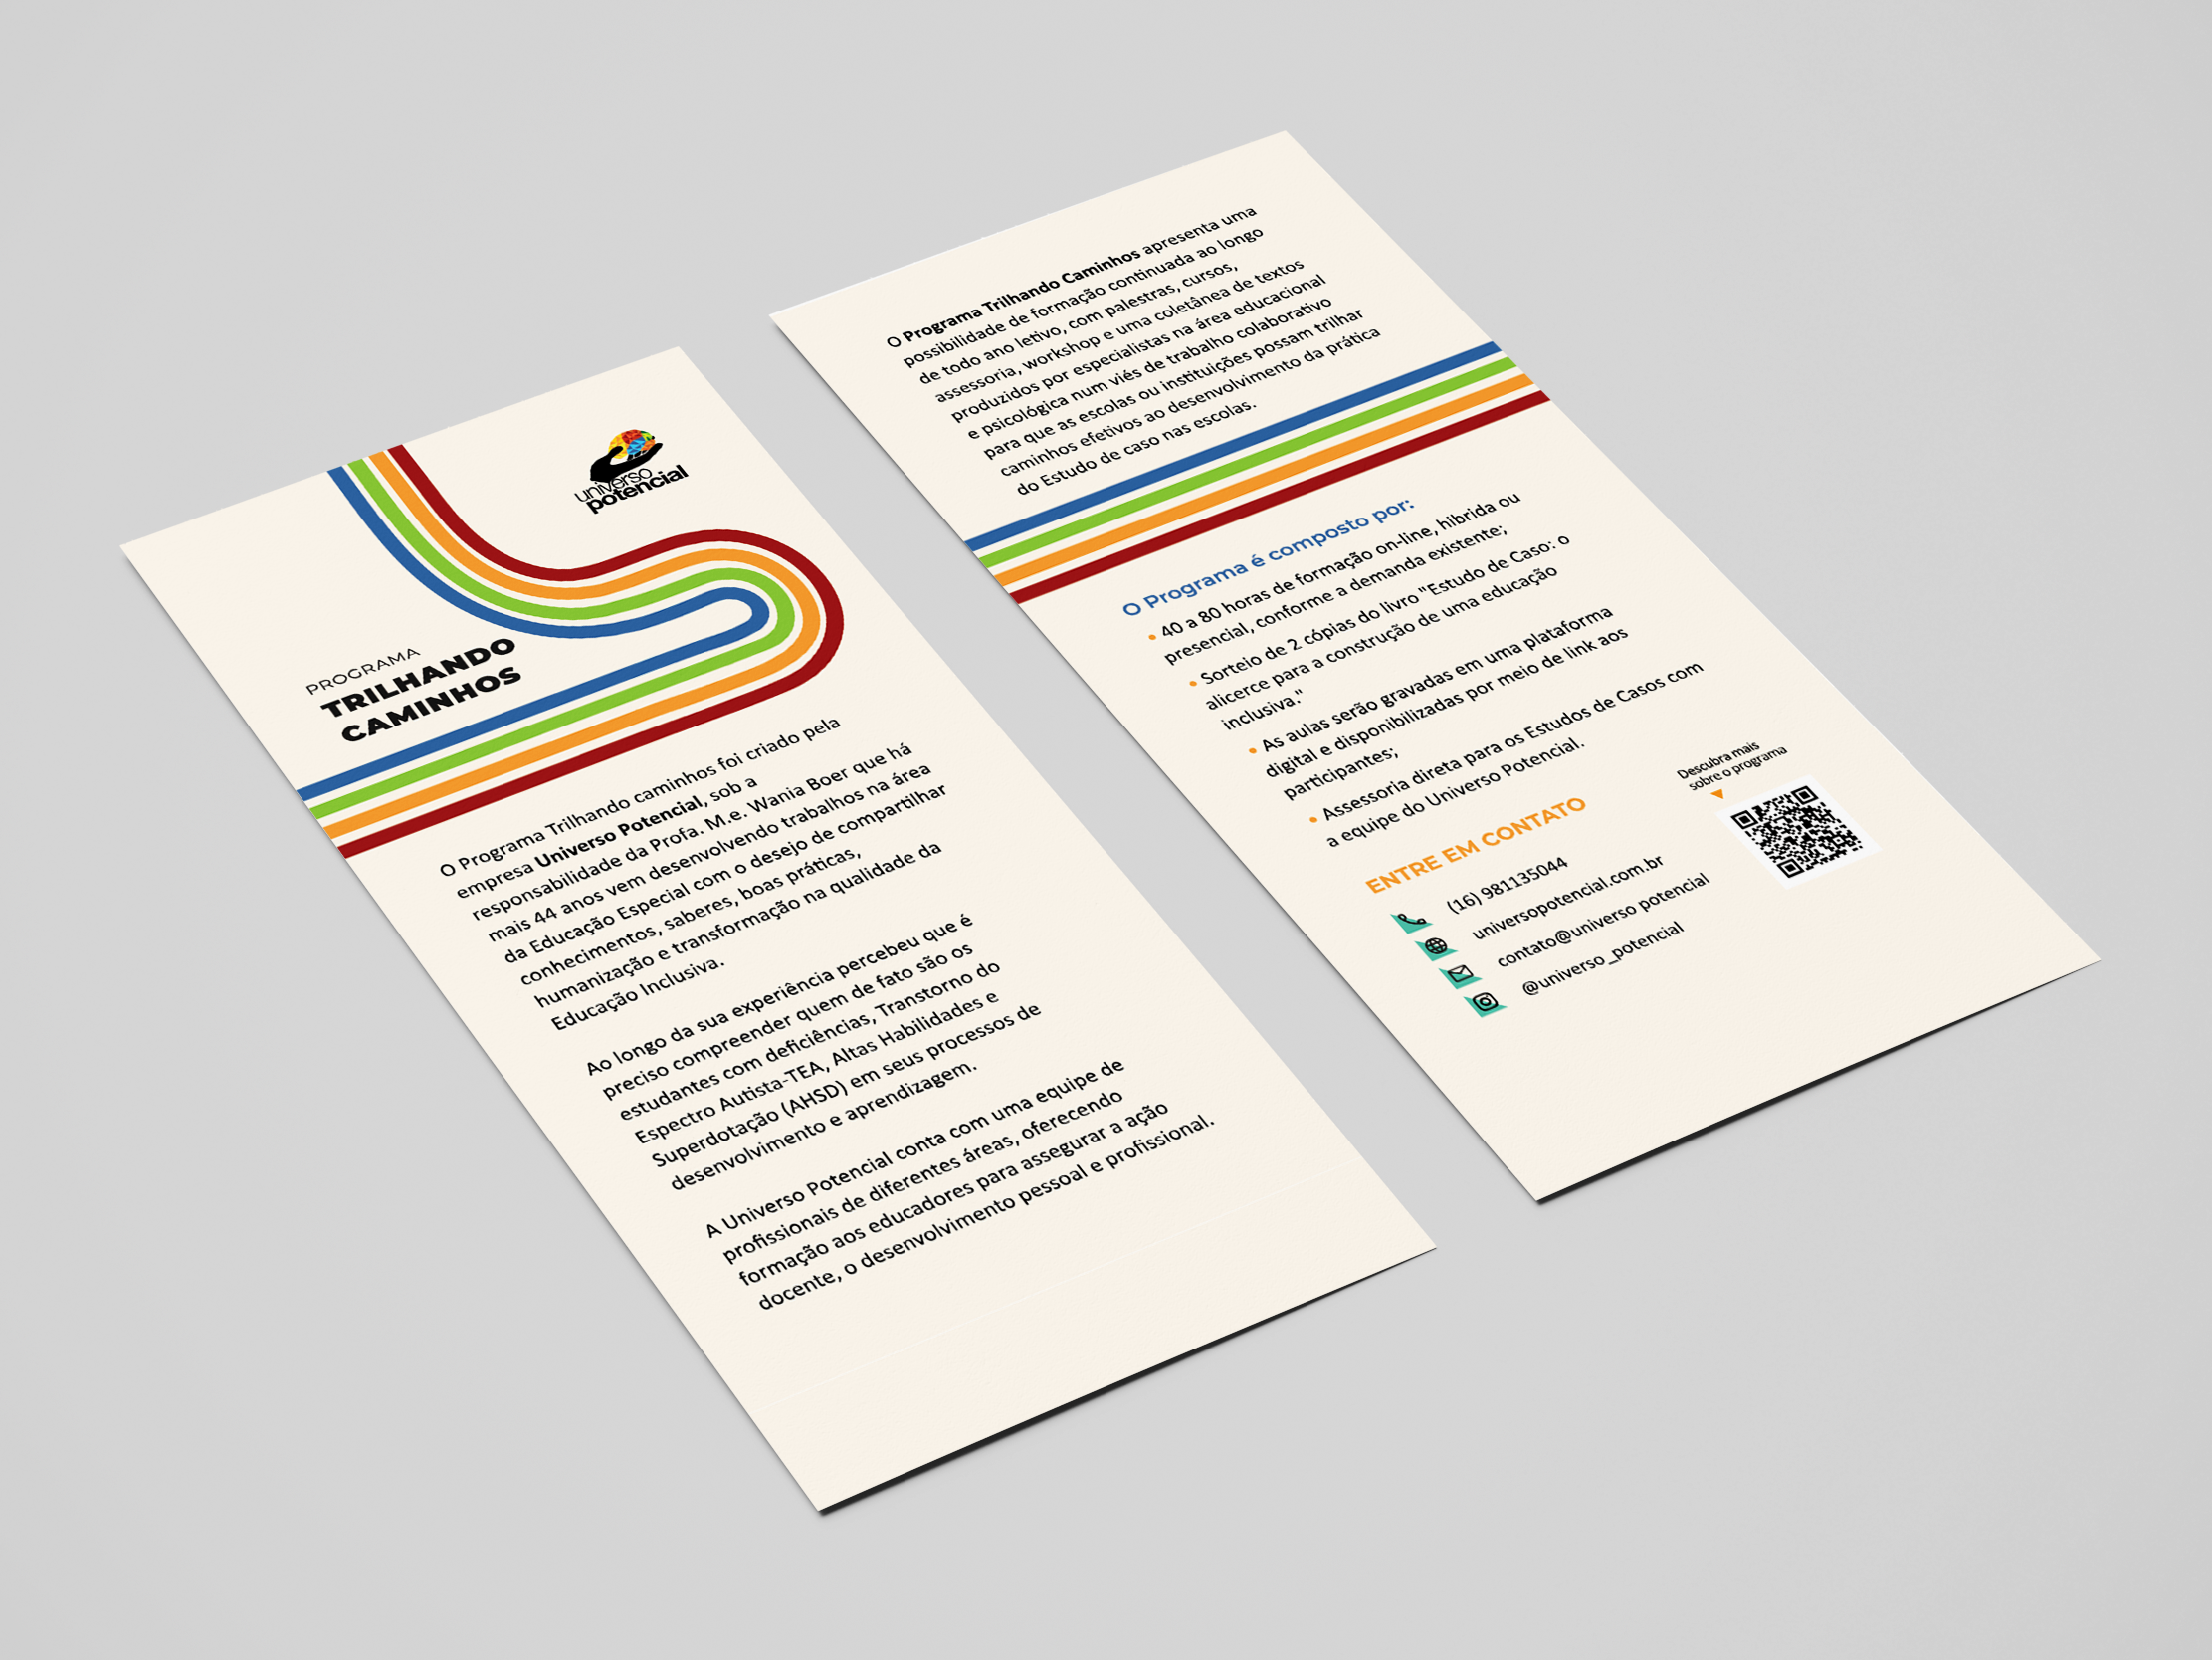 universo
potencial
PROGRAMA
TRILHANDO
CAMINHOS
O Programa Trilhando caminhos foi criado pela
empresa Universo Potencial, sob a
responsabilidade da Profa. M.e. Wania Boer que há
mais 44 anos vem desenvolvendo trabalhos na área
da Educação Especial com o desejo de compartilhar
conhecimentos, saberes, boas práticas,
humanização e transformação na qualidade da
Educação Inclusiva.
Ao longo da sua experiência percebeu que é
preciso compreender quem de fato são os
estudantes com deficiências, Transtorno do
Espectro Autista-TEA, Altas Habilidades e
Superdotação (AHSD) em seus processos de
desenvolvimento e aprendizagem.
A Universo Potencial conta com uma equipe de
profissionais de diferentes áreas, oferecendo
formação aos educadores para assegurar a ação
docente, o desenvolvimento pessoal e profissional.
O Programa Trilhando Caminhos apresenta uma
possibilidade de formação continuada ao longo
de todo ano letivo, com palestras, cursos,
assessoria, workshop e uma coletânea de textos
produzidos por especialistas na área educacional
e psicológica num viés de trabalho colaborativo
para que as escolas ou instituições possam trilhar
caminhos efetivos ao desenvolvimento da prática
do Estudo de caso nas escolas.
O Programa é composto por:
• 40 a 80 horas de formação on-line, hibrida ou
presencial, conforme a demanda existente;
• Sorteio de 2 cópias do livro "Estudo de Caso: o
alicerce para a construção de uma educação
inclusiva."
• As aulas serão gravadas em uma plataforma
digital e disponibilizadas por meio de link aos
participantes;
• Assessoria direta para os Estudos de Casos com
a equipe do Universo Potencial.
Descubra mais
sobre o programa
ENTRE EM CONTATO
(16) 981135044
universopotencial.com.br
contato@universo potencial
@universo_potencial